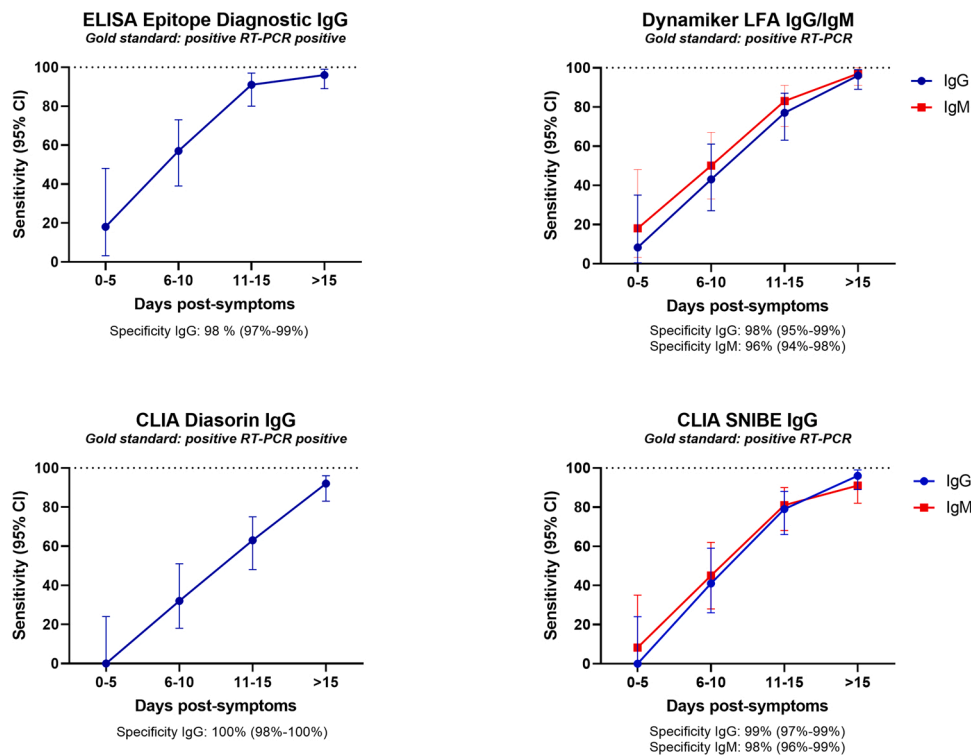 ELISA Epitope Diagnostic IgG
Gold standard: positive RT-PCR positive
Sensitivity (95% CI)
100
80
60
40
20
0
0-5 6-10 11-15 >15
Days post-symptoms
Specificity IgG: 98 % (97%-99%)
Dynamiker LFA IgG/IgM
Gold standard: positive RT-PCR
Sensitivity (95% CI)
100
80
60
40
20
0
0-5 6-10 11-15 >15
Days post-symptoms
IgG
IgM
Specificity IgG: 98% (95%-99%)
Specificity IgM: 96% (94%-98%)
CLIA Diasorin IgG
Gold standard: positive RT-PCR positive
Sensitivity (95% CI)
100
80
60
40
20
0
0-5 6-10 11-15 >15
Days post-symptoms
Specificity IgG: 100% (98%-100%)
CLIA SNIBE IgG
Gold standard: positive RT-PCR
Sensitivity (95% CI)
100
80
60
40
20
0
0-5 6-10 11-15 >15
Days post-symptoms
IgG
IgM
Specificity IgG: 99% (97%-99%)
Specificity IgM: 98% (96%-99%)